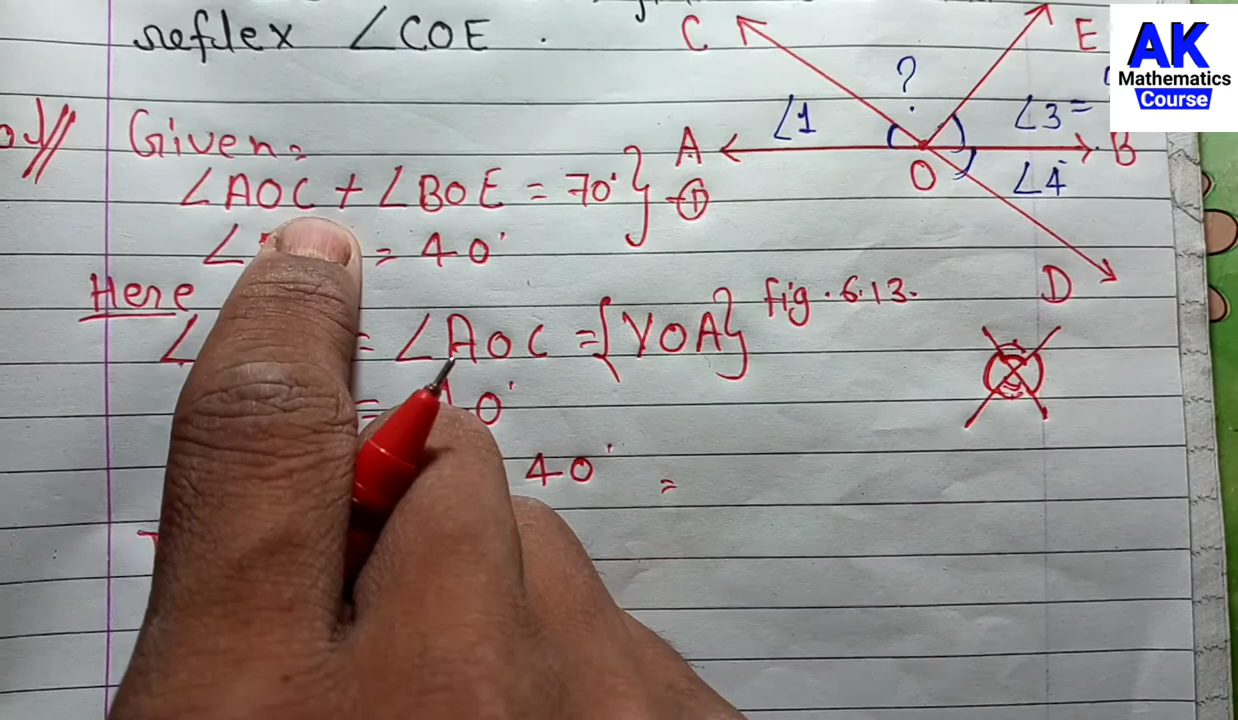 reflex ∠COE .
C
E
AK
Mathematics
Course
?
∠1
∠3 =
Given:
A
B
O
∠4
∠AOC + ∠BOE = 70° } ①
∠ = 40°
Here
fig. 6.13.
D
∠ = ∠AOC = {VOA}
= 40°
40° =